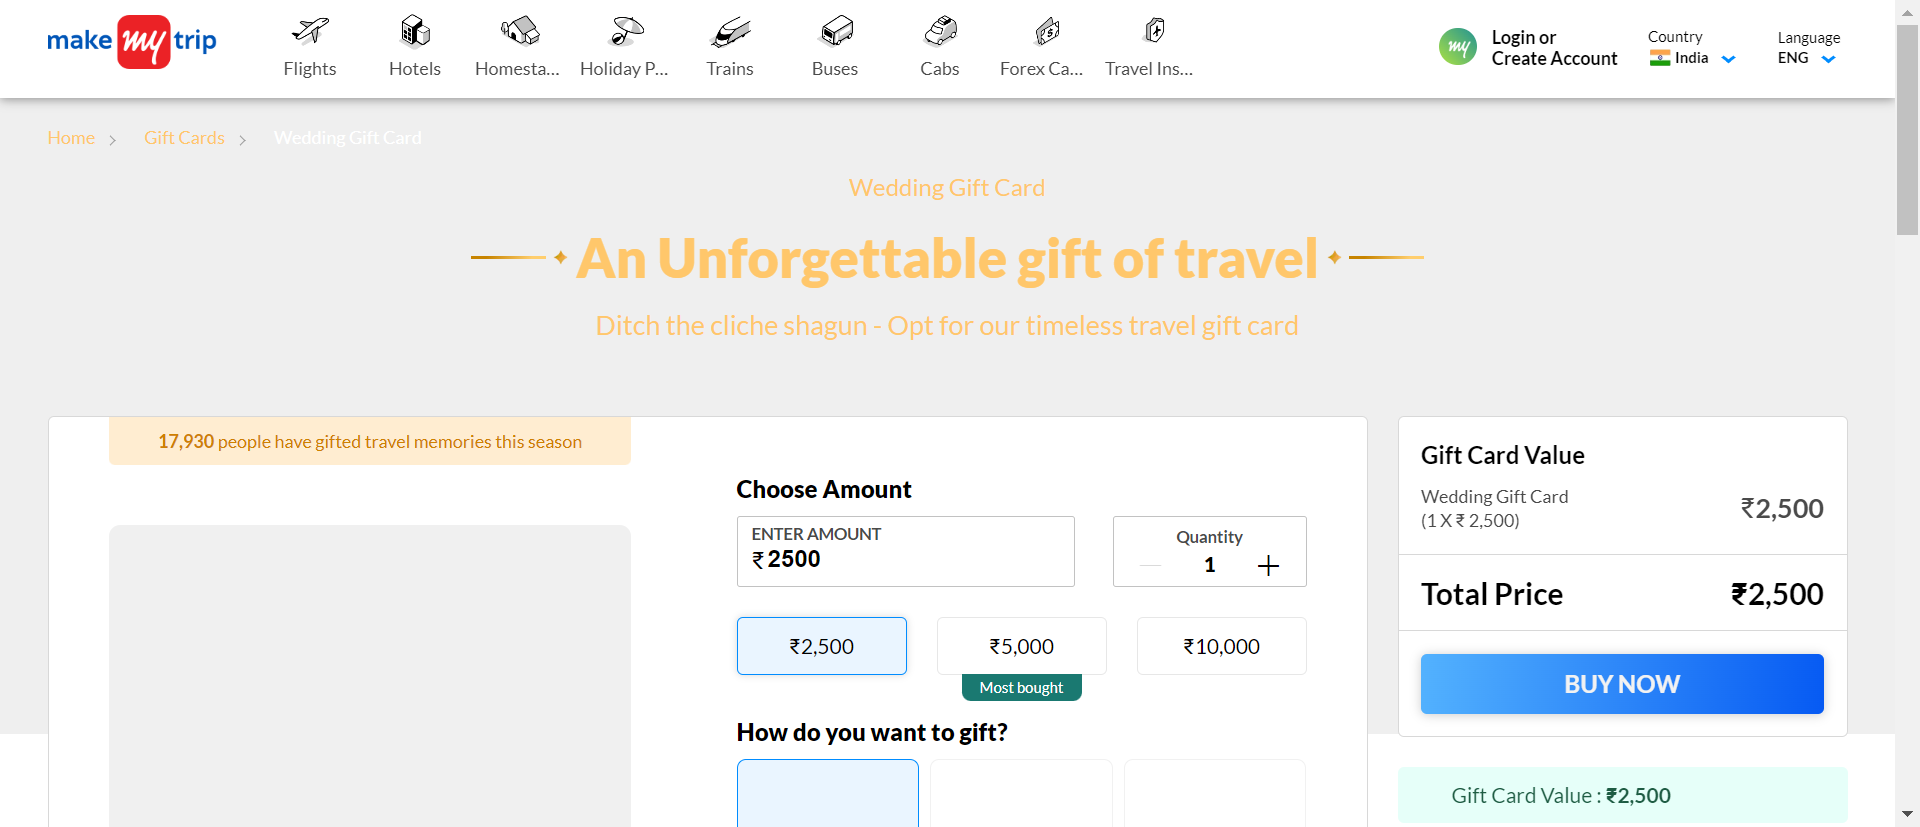 make my trip
Flights
Hotels
Homesta...
Holiday P...
Trains
Buses
Cabs
Forex Ca...
Travel Ins...
my
Login or
Create Account
Country
India
Language
ENG
Home
Gift Cards
Wedding Gift Card
Wedding Gift Card
An Unforgettable gift of travel
Ditch the cliche shagun - Opt for our timeless travel gift card
17,930 people have gifted travel memories this season
Choose Amount
ENTER AMOUNT
₹ 2500
Quantity
1
₹2,500
₹5,000
₹10,000
Most bought
How do you want to gift?
Gift Card Value
Wedding Gift Card
(1 X ₹ 2,500)
₹2,500
Total Price
₹2,500
BUY NOW
Gift Card Value : ₹2,500